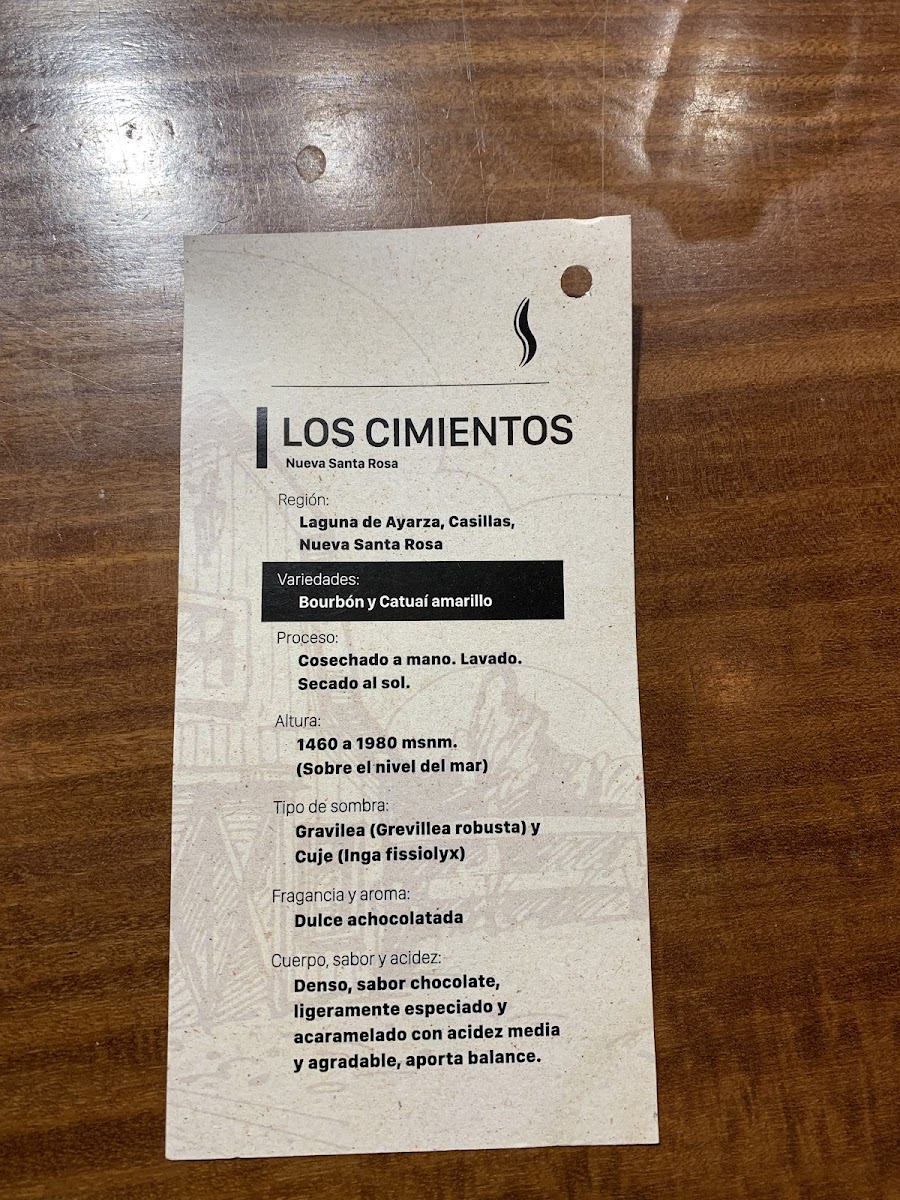 LOS CIMIENTOS
Nueva Santa Rosa
Región:
Laguna de Ayarza, Casillas,
Nueva Santa Rosa
Variedades:
Bourbón y Catuaí amarillo
Proceso:
Cosechado a mano. Lavado.
Secado al sol.
Altura:
1460 a 1980 msnm.
(Sobre el nivel del mar)
Tipo de sombra:
Gravilea (Grevillea robusta) y
Cuje (Inga fissiolyx)
Fragancia y aroma:
Dulce achocolatada
Cuerpo, sabor y acidez:
Denso, sabor chocolate,
ligeramente especiado y
acaramelado con acidez media
y agradable, aporta balance.